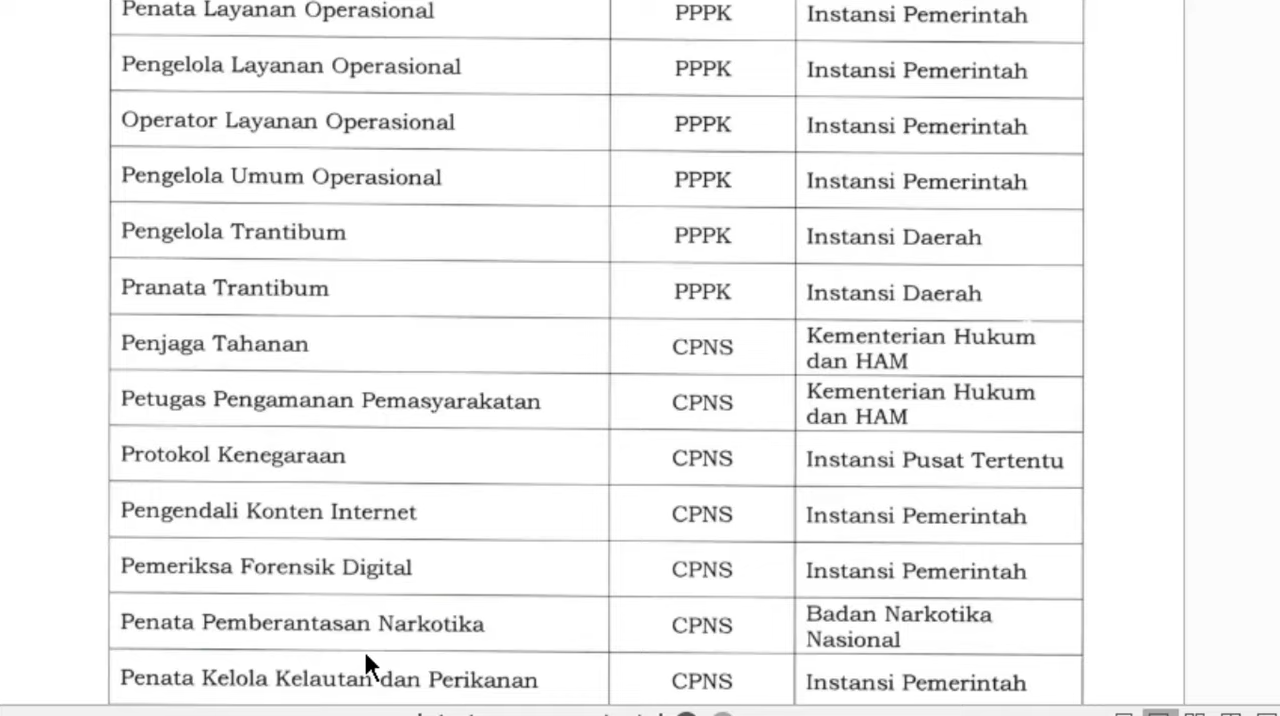 Penata Layanan Operasional PPPK Instansi Pemerintah
Pengelola Layanan Operasional PPPK Instansi Pemerintah
Operator Layanan Operasional PPPK Instansi Pemerintah
Pengelola Umum Operasional PPPK Instansi Pemerintah
Pengelola Trantibum PPPK Instansi Daerah
Pranata Trantibum PPPK Instansi Daerah
Penjaga Tahanan CPNS Kementerian Hukum
dan HAM
Petugas Pengamanan Pemasyarakatan CPNS Kementerian Hukum
dan HAM
Protokol Kenegaraan CPNS Instansi Pusat Tertentu
Pengendali Konten Internet CPNS Instansi Pemerintah
Pemeriksa Forensik Digital CPNS Instansi Pemerintah
Penata Pemberantasan Narkotika CPNS Badan Narkotika
Nasional
Penata Kelola Kelautan dan Perikanan CPNS Instansi Pemerintah